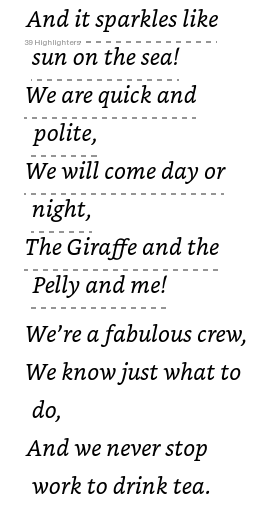 And it sparkles like
39 Highlighters
sun on the sea!
We are quick and
polite,
We will come day or
night,
The Giraffe and the
Pelly and me!
We’re a fabulous crew,
We know just what to
do,
And we never stop
work to drink tea.